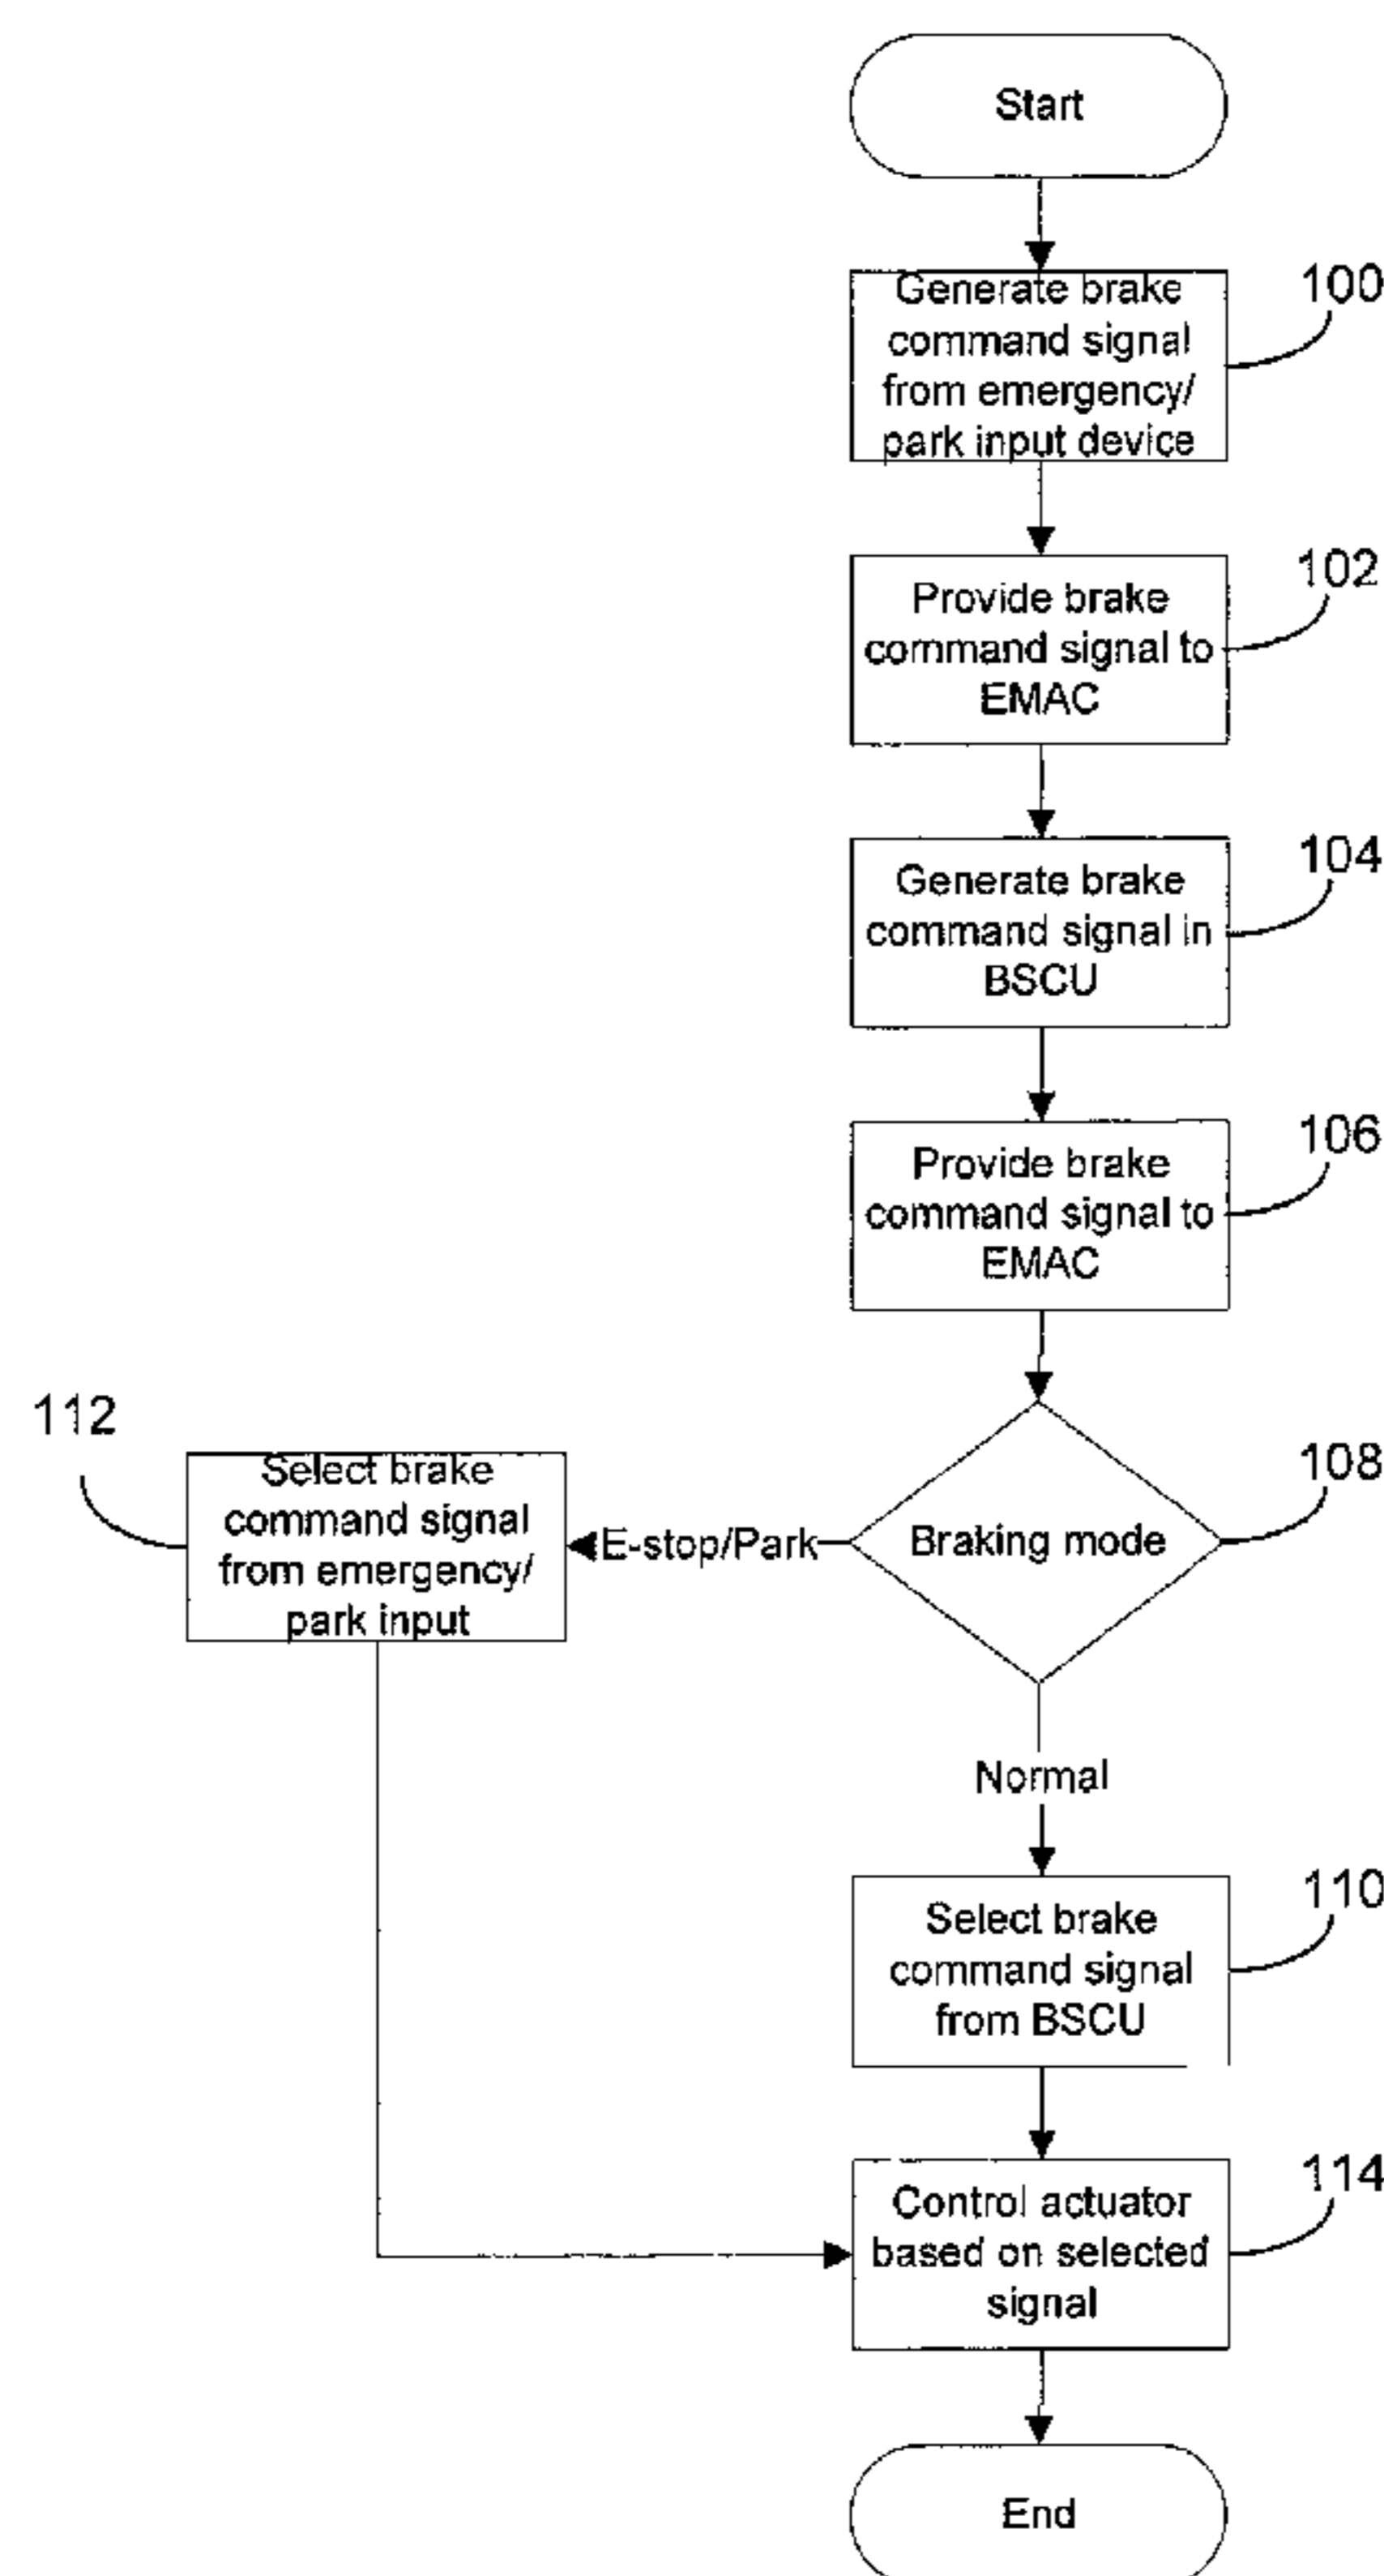 Start
Generate brake
command signal
from emergency/
park input device
100
Provide brake
command signal to
EMAC
102
Generate brake
command signal in
BSCU
104
Provide brake
command signal to
EMAC
106
Braking mode
108
E-stop/Park
112
Select brake
command signal
from emergency/
park input
Normal
Select brake
command signal
from BSCU
110
Control actuator
based on selected
signal
114
End